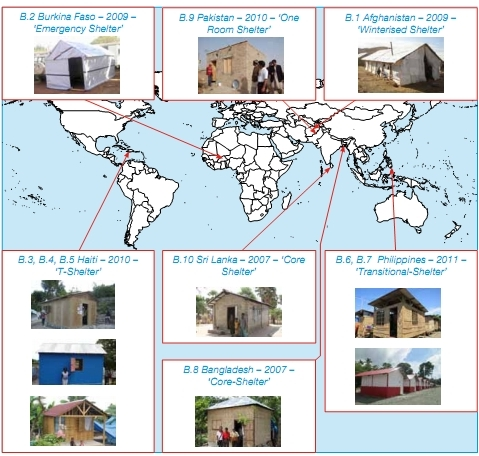 B.2 Burkina Faso – 2009 –
‘Emergency Shelter’
B.9 Pakistan – 2010 – ‘One
Room Shelter’
B.1 Afghanistan – 2009 –
‘Winterised Shelter’
B.3, B.4, B.5 Haiti – 2010 –
‘T-Shelter’
B.10 Sri Lanka – 2007 – ‘Core
Shelter’
B.6, B.7  Philippines – 2011 –
‘Transitional-Shelter’
B.8 Bangladesh – 2007 –
‘Core-Shelter’